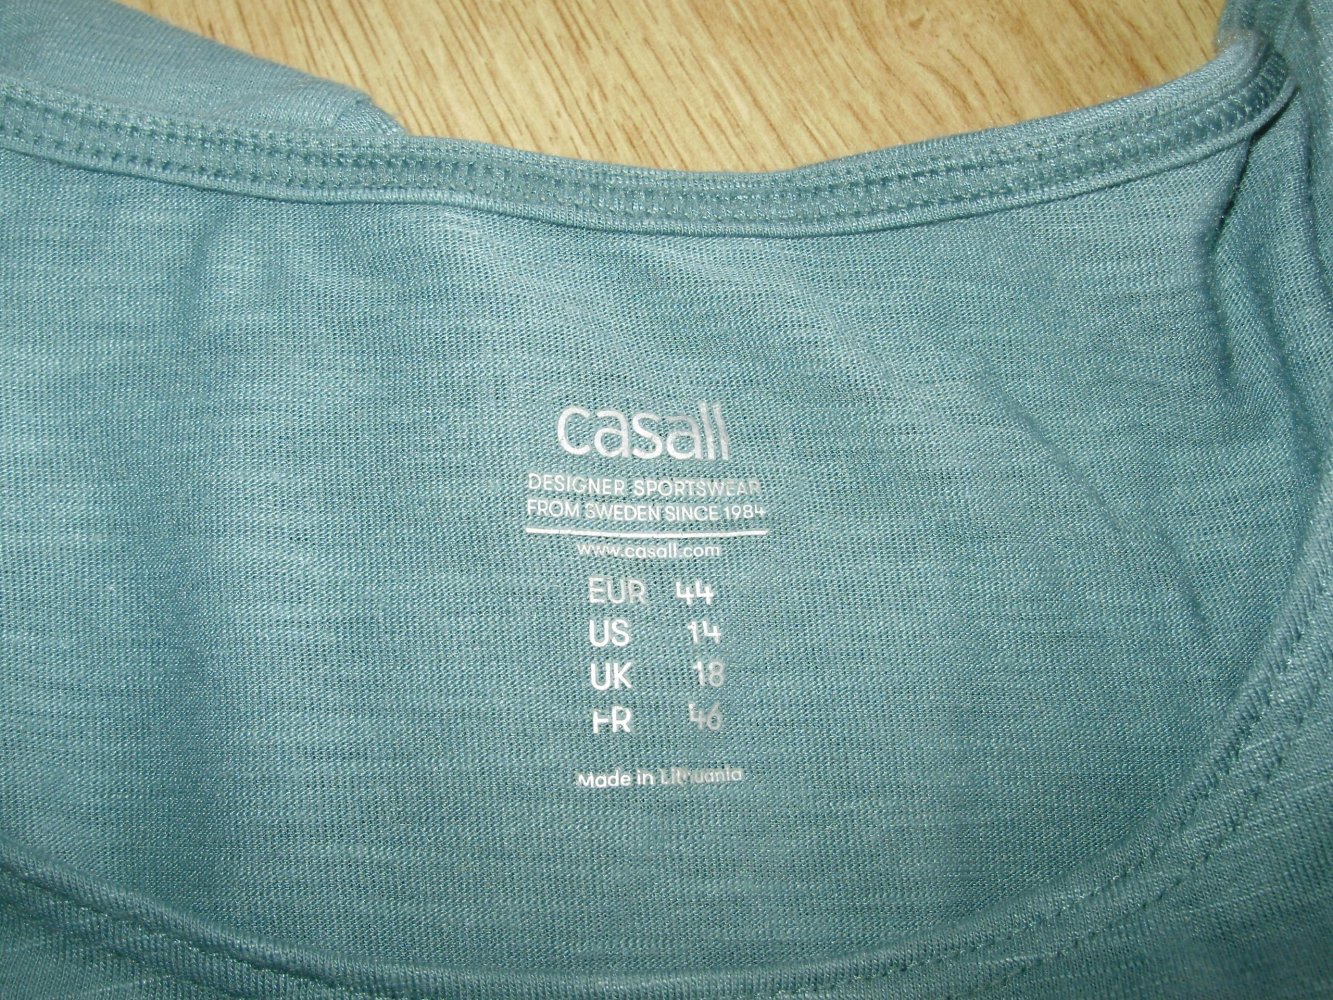 casall
DESIGNER SPORTSWEAR
FROM SWEDEN SINCE 1984
www.casall.com
EUR 44
US 14
UK 18
FR 46
Made in Lithuania